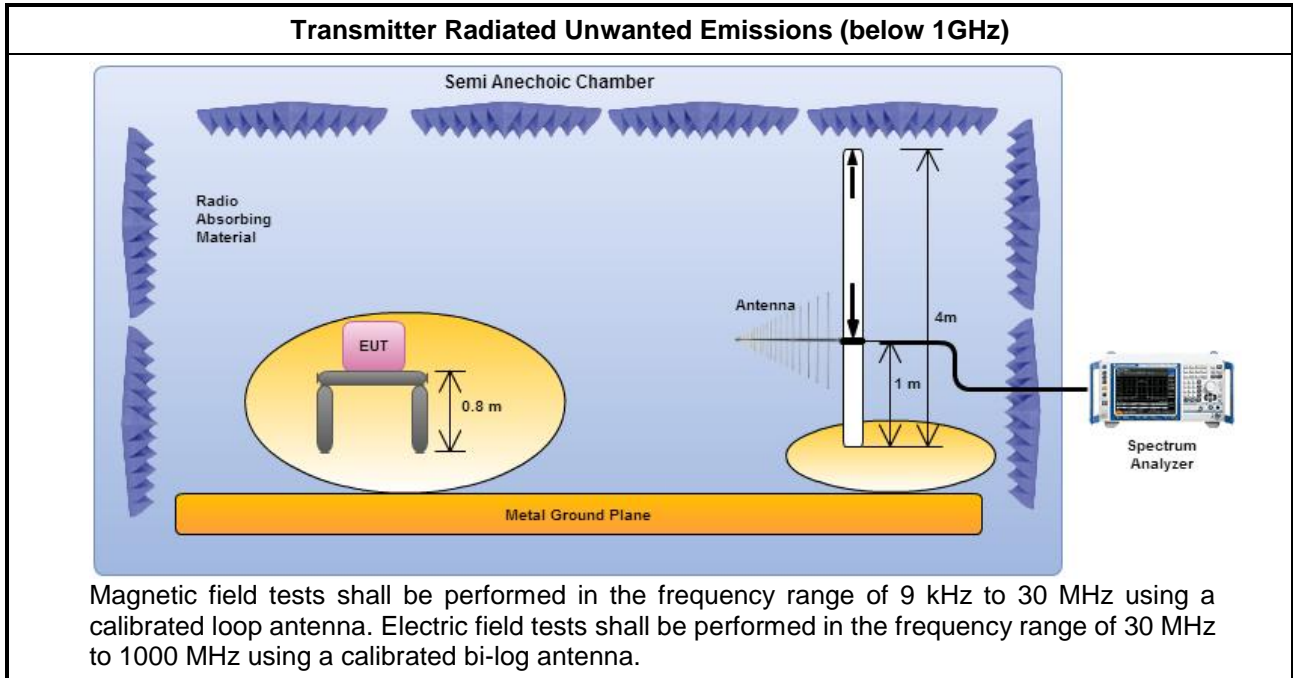 Transmitter Radiated Unwanted Emissions (below 1GHz)
Semi Anechoic Chamber
Radio
Absorbing
Material
Antenna
4m
EUT
1 m
0.8 m
Spectrum
Analyzer
Metal Ground Plane
Magnetic field tests shall be performed in the frequency range of 9 kHz to 30 MHz using a
calibrated loop antenna. Electric field tests shall be performed in the frequency range of 30 MHz
to 1000 MHz using a calibrated bi-log antenna.